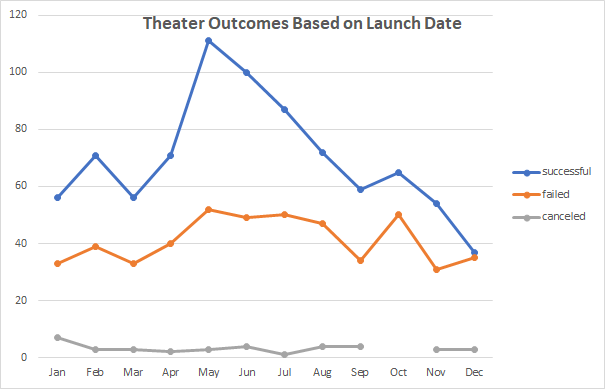 Theater Outcomes Based on Launch Date
120
100
80
60
40
20
0
Jan Feb Mar Apr May Jun Jul Aug Sep Oct Nov Dec
successful
failed
canceled